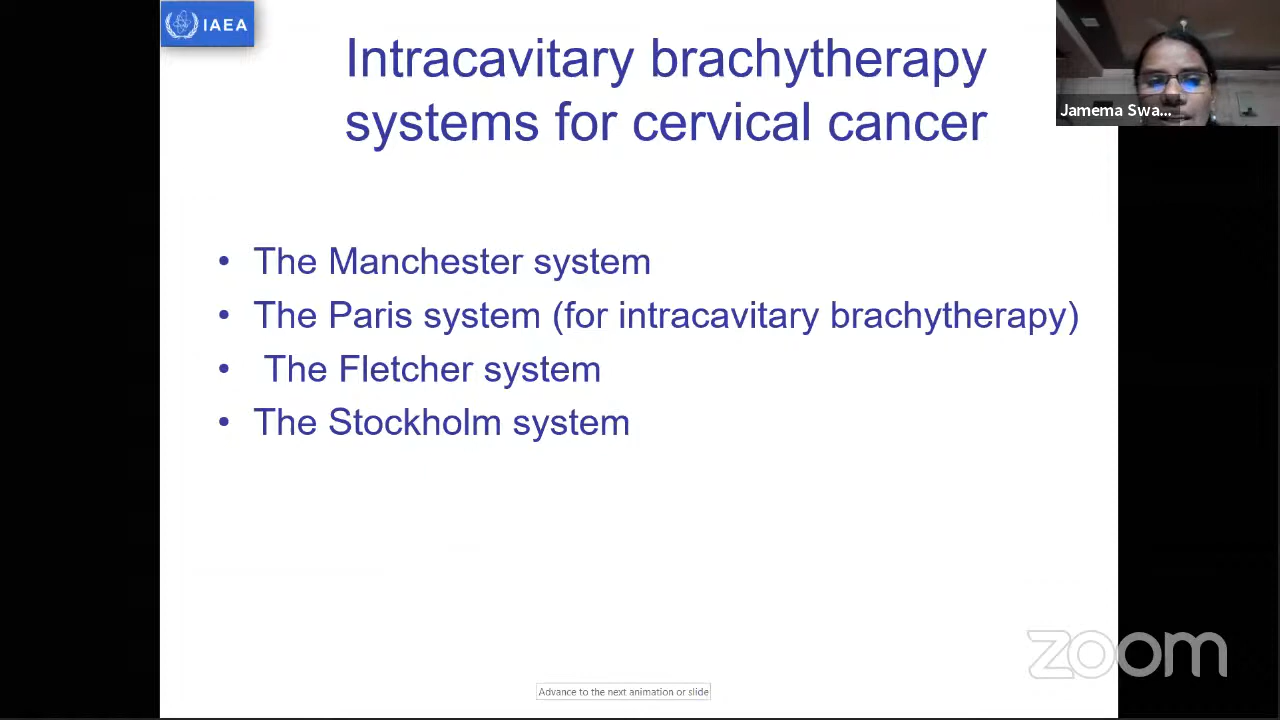 IAEA
Intracavitary brachytherapy
systems for cervical cancer
Jamema Swa...
• The Manchester system
• The Paris system (for intracavitary brachytherapy)
• The Fletcher system
• The Stockholm system
zoom
Advance to the next animation or slide